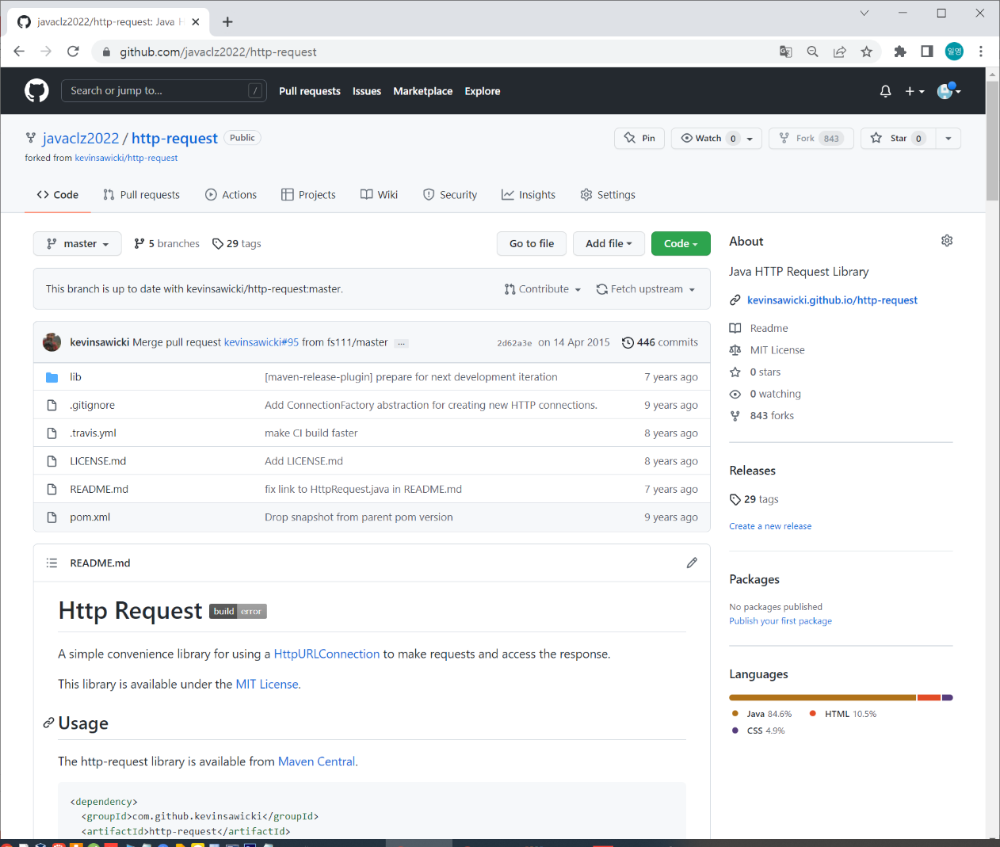 javaclz2022/http-request: Java H
github.com/javaclz2022/http-request
일명
Search or jump to... /
Pull requests Issues Marketplace Explore
javaclz2022 / http-request Public
Pin Watch 0 Fork 843 Star 0
forked from kevinsawicki/http-request
Code Pull requests Actions Projects Wiki Security Insights Settings
master 5 branches 29 tags Go to file Add file Code
This branch is up to date with kevinsawicki/http-request:master. Contribute Fetch upstream
kevinsawicki Merge pull request kevinsawicki#95 from fs111/master ... 2d62a3e on 14 Apr 2015 446 commits
lib [maven-release-plugin] prepare for next development iteration 7 years ago
.gitignore Add ConnectionFactory abstraction for creating new HTTP connections. 9 years ago
.travis.yml make CI build faster 8 years ago
LICENSE.md Add LICENSE.md 8 years ago
README.md fix link to HttpRequest.java in README.md 7 years ago
pom.xml Drop snapshot from parent pom version 9 years ago
README.md
Http Request build error
A simple convenience library for using a HttpURLConnection to make requests and access the response.
This library is available under the MIT License.
Usage
The http-request library is available from Maven Central.
<dependency>
<groupId>com.github.kevinsawicki</groupId>
<artifactId>http-request</artifactId>
About
Java HTTP Request Library
kevinsawicki.github.io/http-request
Readme
MIT License
0 stars
0 watching
843 forks
Releases
29 tags
Create a new release
Packages
No packages published
Publish your first package
Languages
Java 84.6% HTML 10.5%
CSS 4.9%